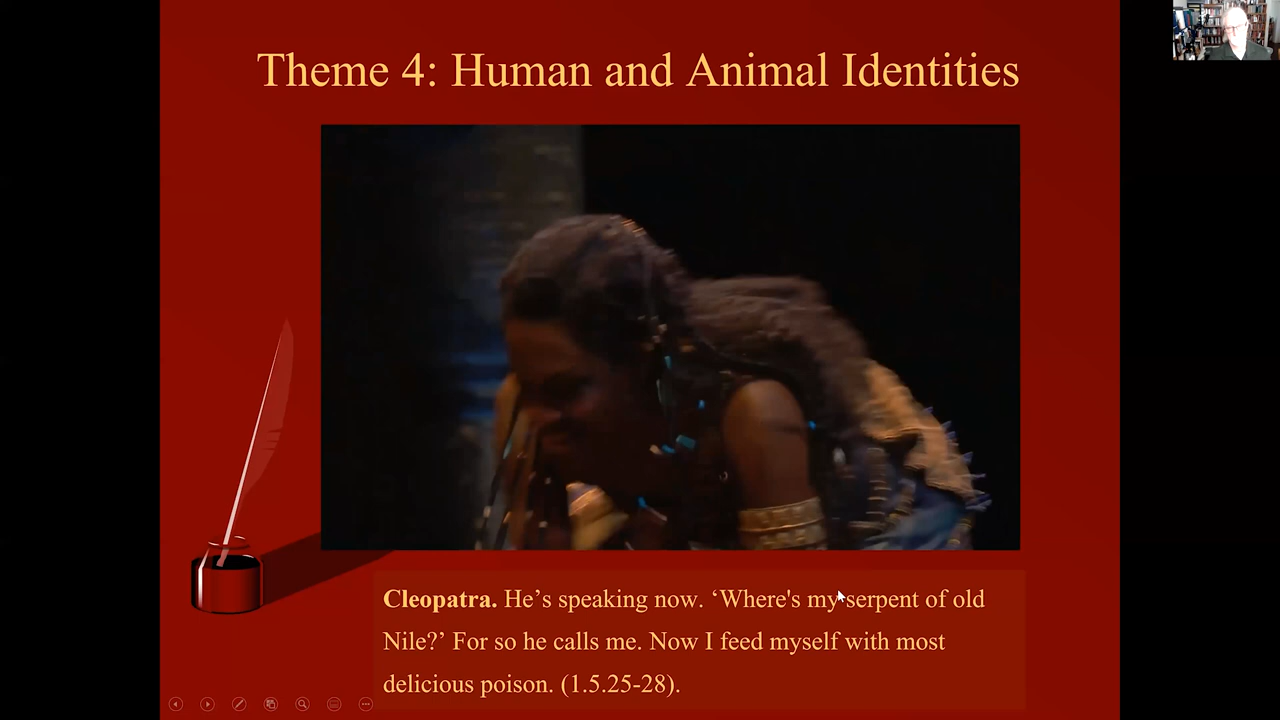 Theme 4: Human and Animal Identities
Cleopatra. He’s speaking now. ‘Where's my serpent of old
Nile?’ For so he calls me. Now I feed myself with most
delicious poison. (1.5.25-28).